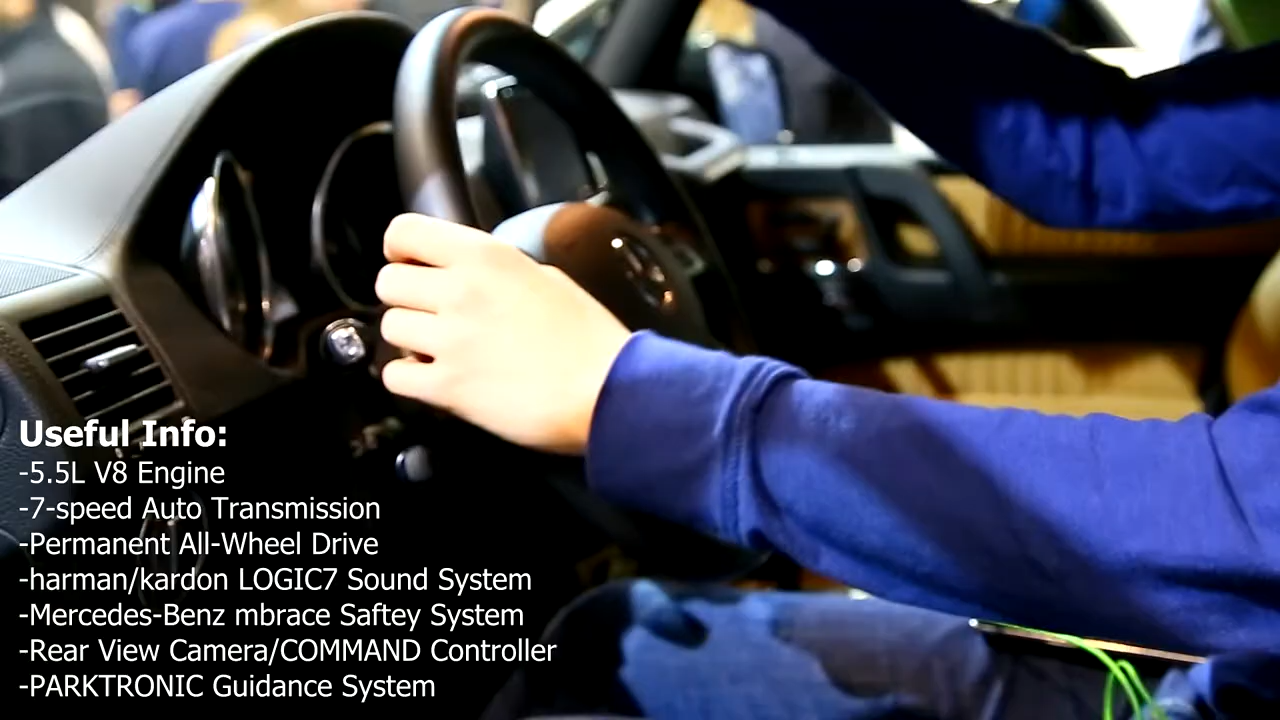 Useful Info:
-5.5L V8 Engine
-7-speed Auto Transmission
-Permanent All-Wheel Drive
-harman/kardon LOGIC7 Sound System
-Mercedes-Benz mbrace Saftey System
-Rear View Camera/COMMAND Controller
-PARKTRONIC Guidance System